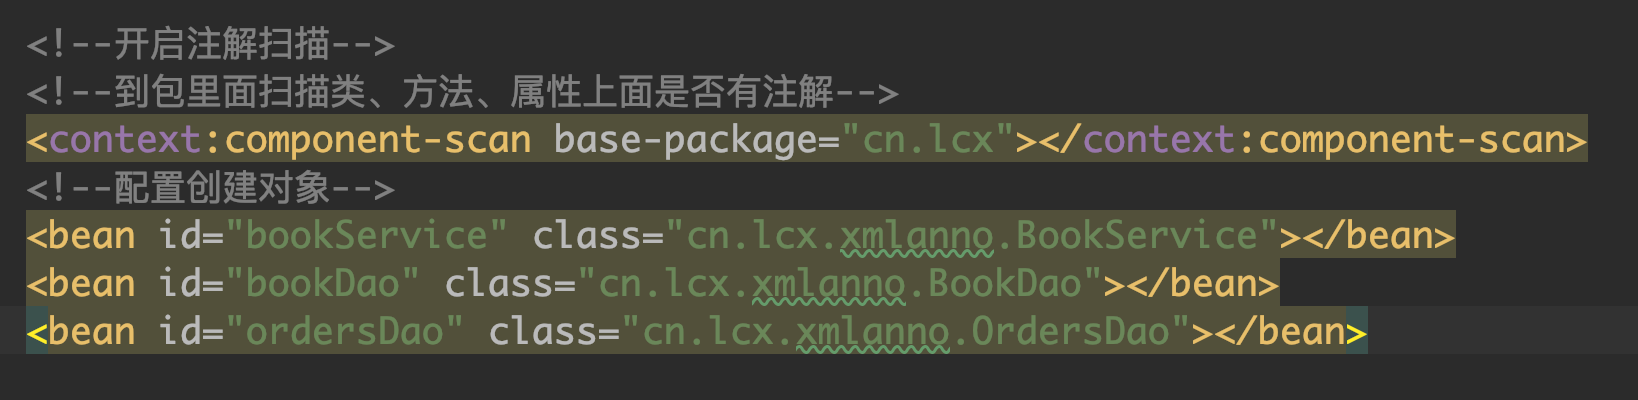 <!--开启注解扫描-->
<!--到包里面扫描类、方法、属性上面是否有注解-->
<context:component-scan base-package="cn.lcx"></context:component-scan>
<!--配置创建对象-->
<bean id="bookService" class="cn.lcx.xmlanno.BookService"></bean>
<bean id="bookDao" class="cn.lcx.xmlanno.BookDao"></bean>
<bean id="ordersDao" class="cn.lcx.xmlanno.OrdersDao"></bean>